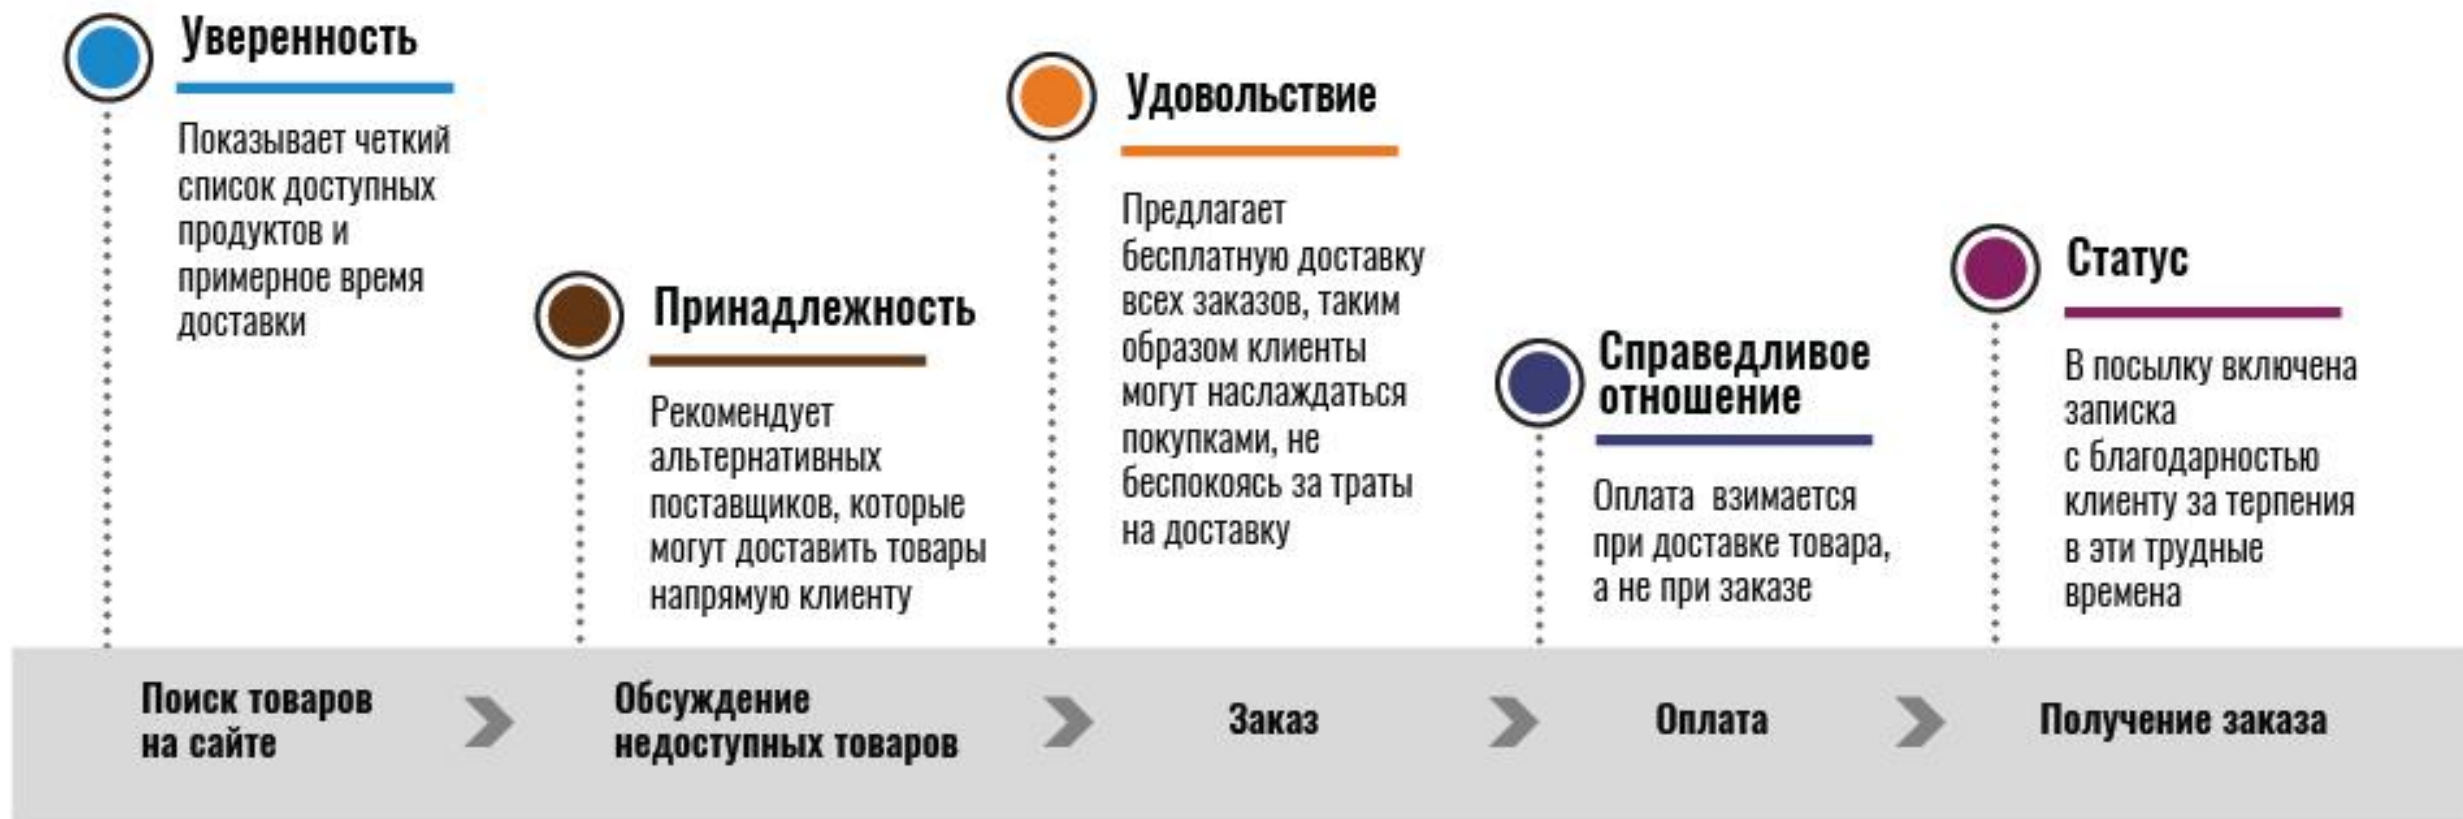 Уверенность
Показывает четкий
список доступных
продуктов и
примерное время
доставки
Принадлежность
Рекомендует
альтернативных
поставщиков, которые
могут доставить товары
напрямую клиенту
Удовольствие
Предлагает
бесплатную доставку
всех заказов, таким
образом клиенты
могут наслаждаться
покупками, не
беспокоясь за траты
на доставку
Справедливое
отношение
Оплата  взимается
при доставке товара,
а не при заказе
Статус
В посылку включена
записка
с благодарностью
клиенту за терпения
в эти трудные
времена
Поиск товаров
на сайте
Обсуждение
недоступных товаров
Заказ
Оплата
Получение заказа